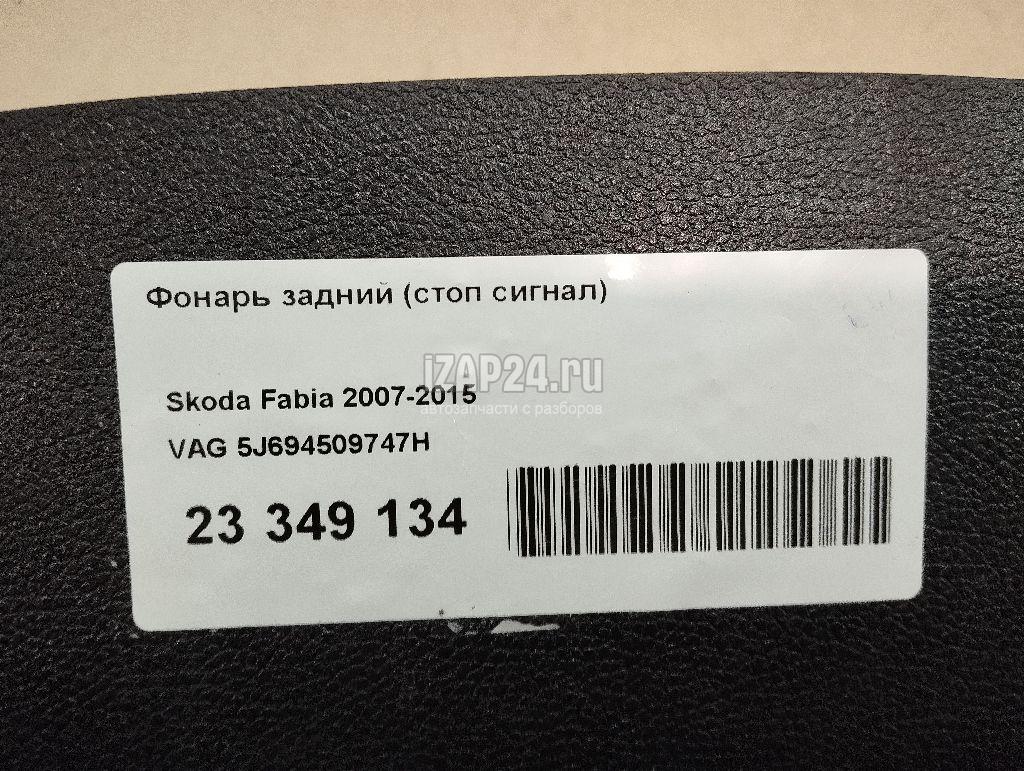 Фонарь задний (стоп сигнал)
iZAP24.ru
Skoda Fabia 2007-2015
автозапчасти с разборов
VAG 5J694509747H
23 349 134